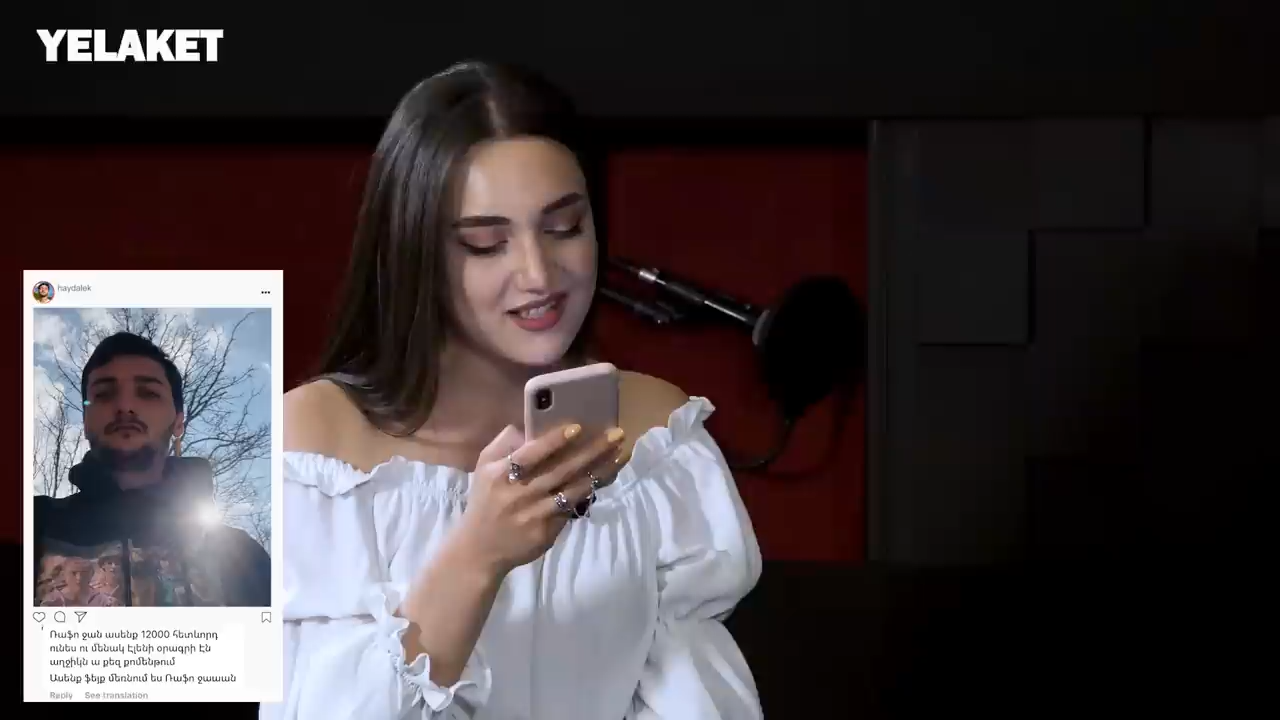 YELAKET
haydalek
Ռաֆո ջան ասենք 12000 հետևորդ
ունես ու մենակ Էլենի օրագրի Էն
աղջիկն ա քեզ քոմենթում
Ասենք ֆեյք մեռնում ես Ռաֆո ջաաան
Reply See translation